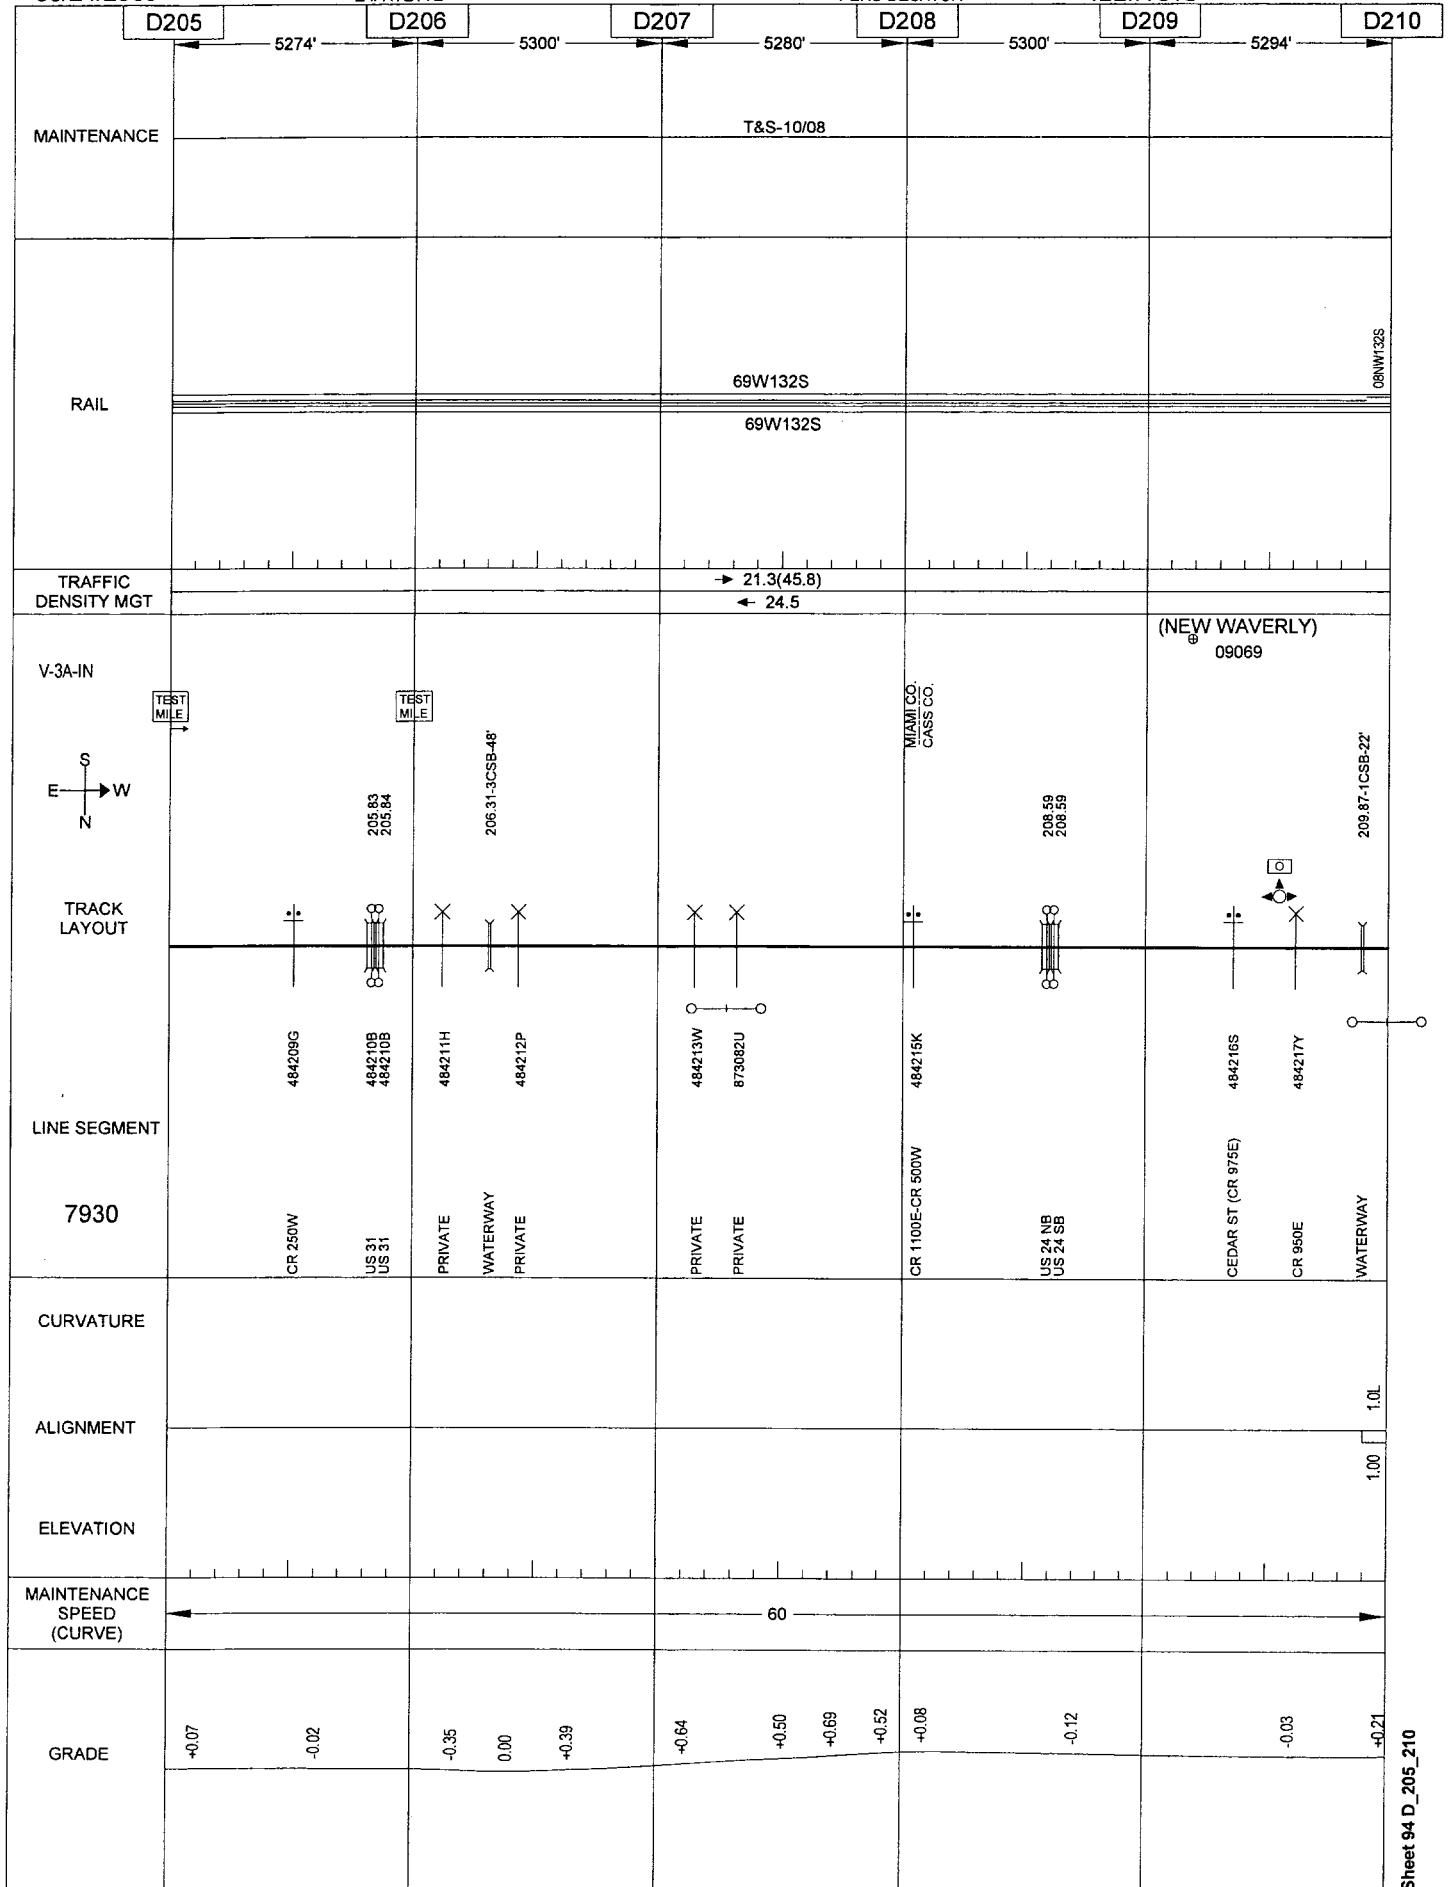 D205 D206 D207 D208 D209 D210
5274' 5300' 5280' 5300' 5294'
MAINTENANCE
T&S-10/08
RAIL
69W132S
69W132S
08NW132S
TRAFFIC
DENSITY MGT
21.3(45.8)
24.5
V-3A-IN
(NEW WAVERLY)
09069
TEST
MILE
TEST
MILE
MIAMI CO.
CASS CO.
S
E W
N
205.83
205.84
206.31-3CSB-48'
208.59
208.59
209.87-1CSB-22'
TRACK
LAYOUT
484209G
484210B
484210B
484211H
484212P
484213W
873082U
484215K
484216S
484217Y
LINE SEGMENT
7930
CR 250W
US 31
US 31
PRIVATE
WATERWAY
PRIVATE
PRIVATE
PRIVATE
CR 1100E-CR 500W
US 24 NB
US 24 SB
CEDAR ST (CR 975E)
CR 950E
WATERWAY
CURVATURE
1.0L
ALIGNMENT
1.00
ELEVATION
MAINTENANCE
SPEED
(CURVE)
60
GRADE
+0.07
-0.02
-0.35
0.00
+0.39
+0.64
+0.50
+0.69
+0.52
+0.08
-0.12
-0.03
+0.21
Sheet 94 D_205_210